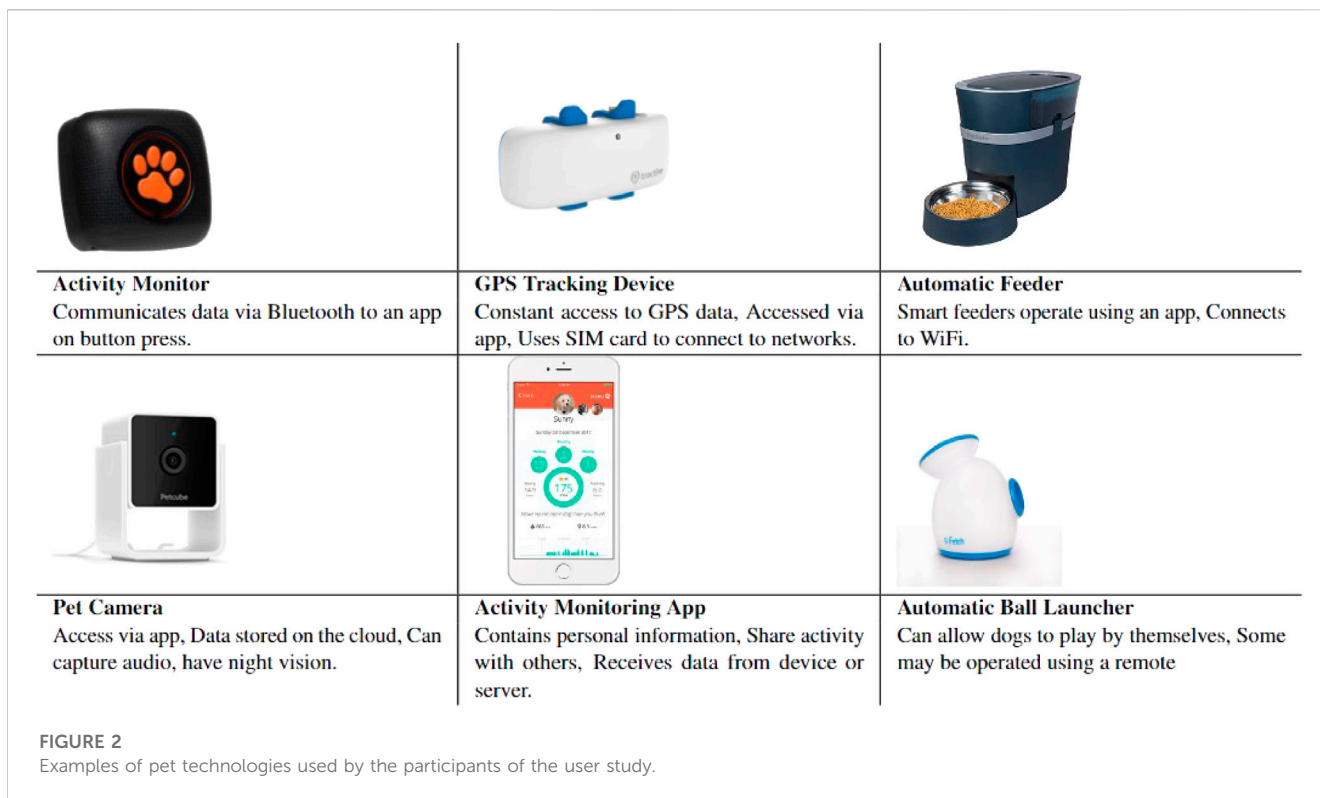 tractive
Activity Monitor
Communicates data via Bluetooth to an app
on button press.
GPS Tracking Device
Constant access to GPS data, Accessed via
app, Uses SIM card to connect to networks.
Automatic Feeder
Smart feeders operate using an app, Connects
to WiFi.
Petcube
Sunny
175
iFetch
Pet Camera
Access via app, Data stored on the cloud, Can
capture audio, have night vision.
Activity Monitoring App
Contains personal information, Share activity
with others, Receives data from device or
server.
Automatic Ball Launcher
Can allow dogs to play by themselves, Some
may be operated using a remote
FIGURE 2
Examples of pet technologies used by the participants of the user study.